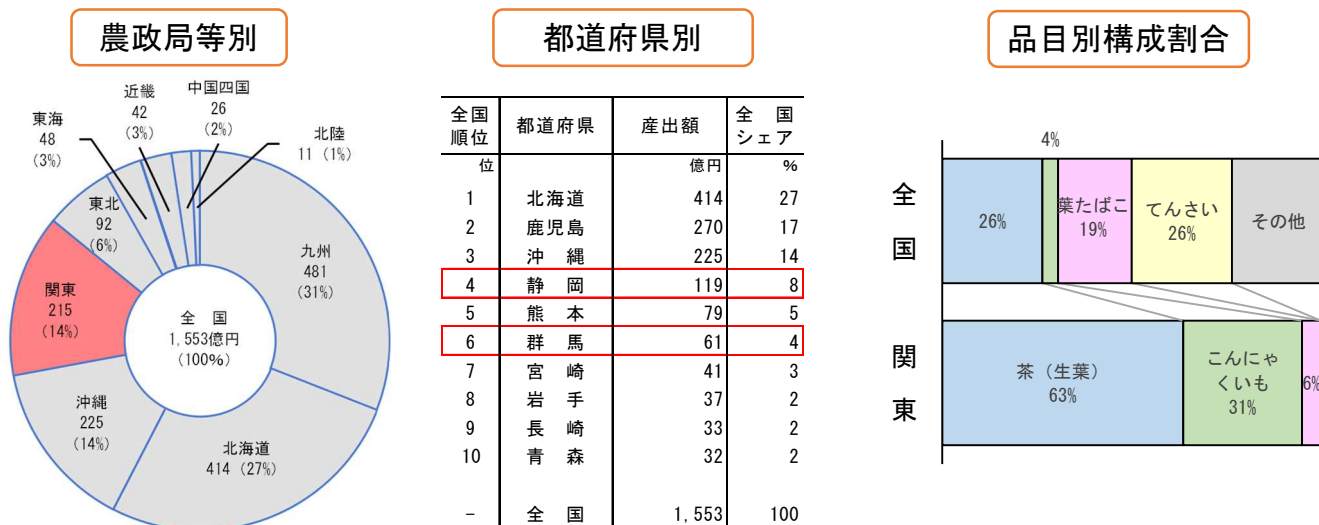 農政局等別
近畿
42
(3%)
中国四国
26
(2%)
東海
48
(3%)
北陸
11 (1%)
東北
92
(6%)
九州
481
(31%)
関東
215
(14%)
全 国
1,553億円
(100%)
沖縄
225
(14%)
北海道
414 (27%)
都道府県別
全国順位 都道府県 産出額 全国シェア
位 億円 %
1 北海道 414 27
2 鹿児島 270 17
3 沖 縄 225 14
4 静 岡 119 8
5 熊 本 79 5
6 群 馬 61 4
7 宮 崎 41 3
8 岩 手 37 2
9 長 崎 33 2
10 青 森 32 2
- 全 国 1,553 100
品目別構成割合
4%
全国
26%
葉たばこ
19%
てんさい
26%
その他
関東
茶（生葉）
63%
こんにゃ
くいも
31%
6%